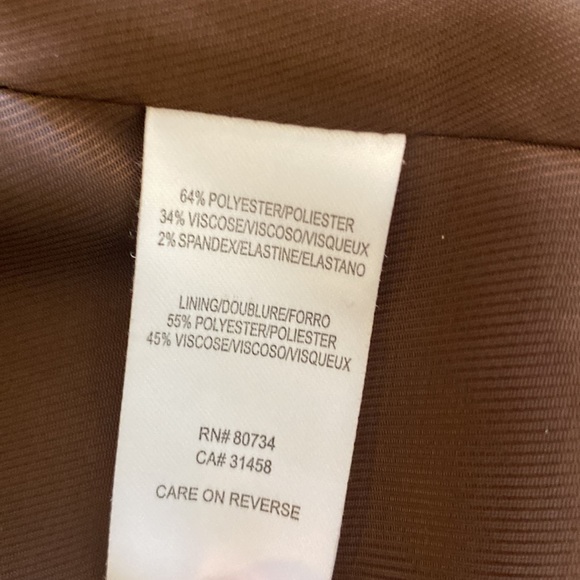 64% POLYESTER/POLIESTER
34% VISCOSE/VISCOSO/VISQUEUX
2% SPANDEX/ELASTINE/ELASTANO
LINING/DOUBLURE/FORRO
55% POLYESTER/POLIESTER
45% VISCOSE/VISCOSO/VISQUEUX
RN# 80734
CA# 31458
CARE ON REVERSE